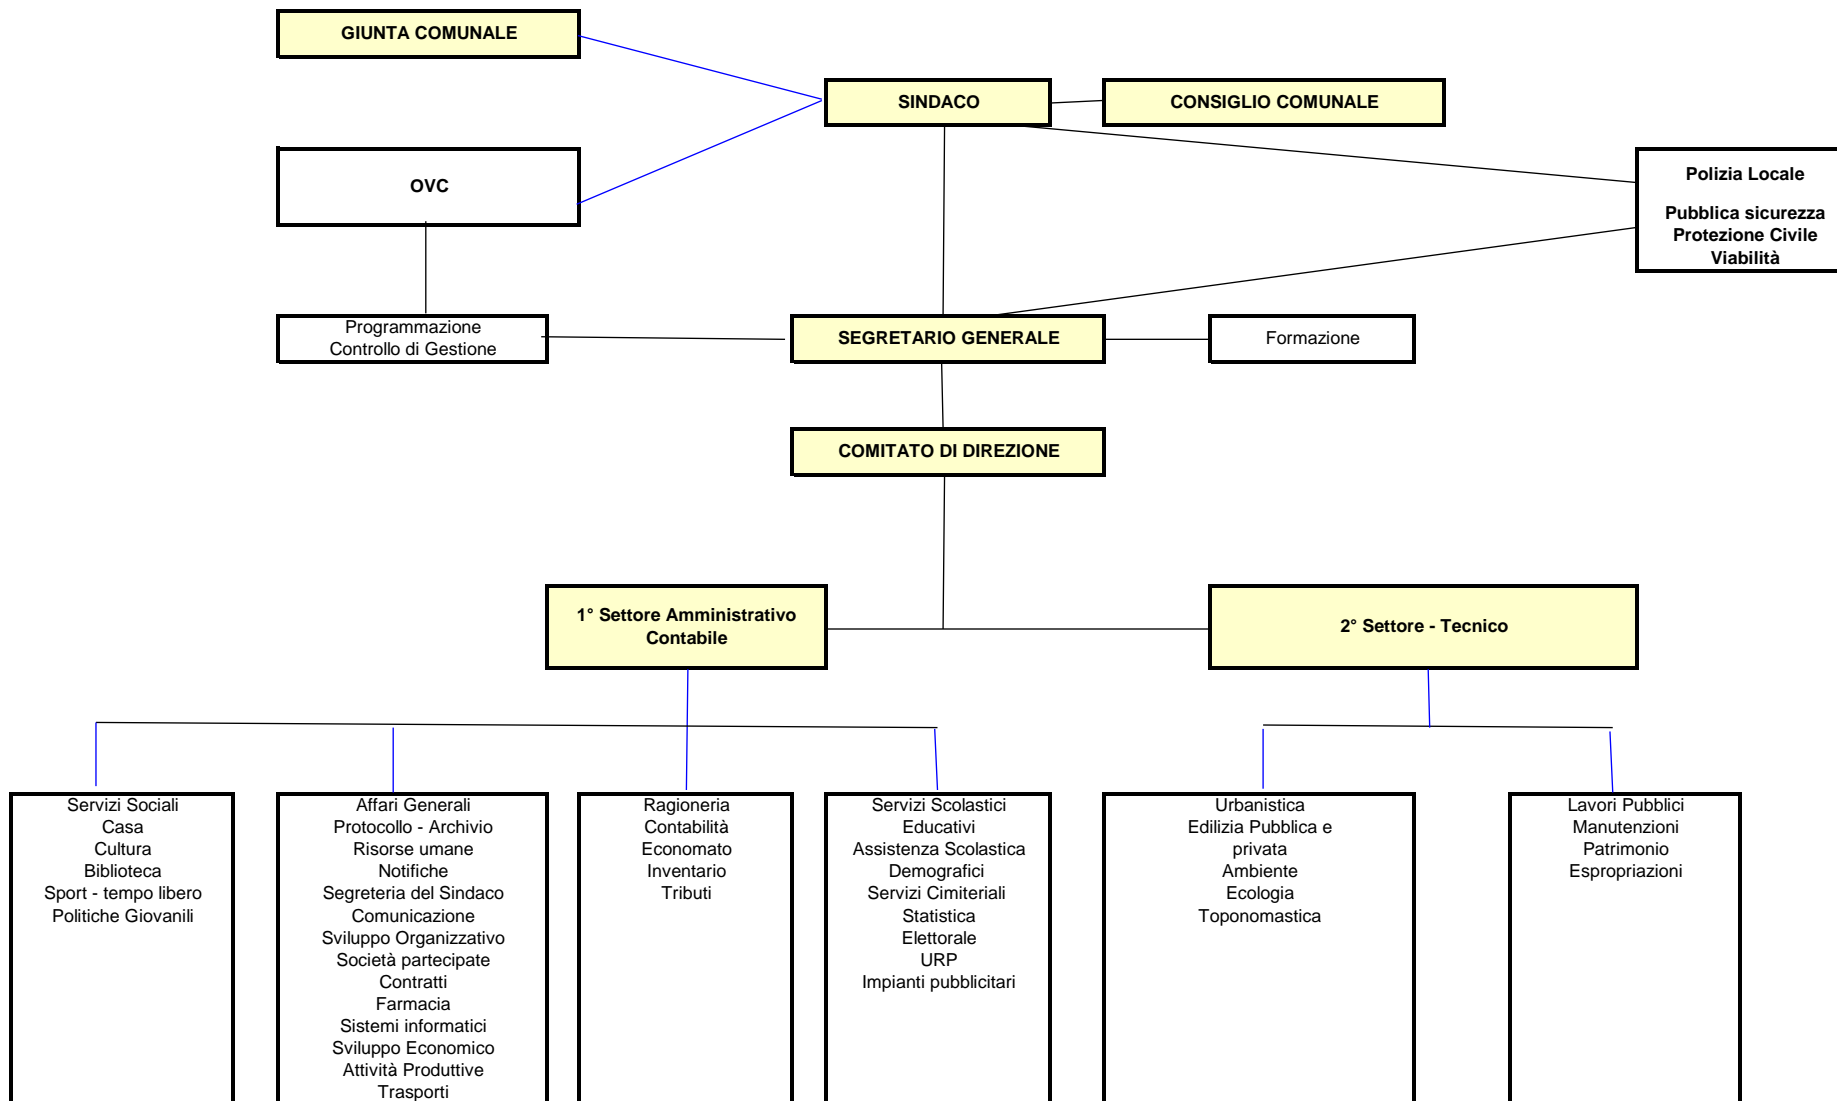 GIUNTA COMUNALE
SINDACO
CONSIGLIO COMUNALE
OVC
Polizia Locale
Pubblica sicurezza
Protezione Civile
Viabilità
Programmazione
Controllo di Gestione
SEGRETARIO GENERALE
Formazione
COMITATO DI DIREZIONE
1° Settore Amministrativo
Contabile
2° Settore - Tecnico
Servizi Sociali
Casa
Cultura
Biblioteca
Sport - tempo libero
Politiche Giovanili
Affari Generali
Protocollo - Archivio
Risorse umane
Notifiche
Segreteria del Sindaco
Comunicazione
Sviluppo Organizzativo
Società partecipate
Contratti
Farmacia
Sistemi informatici
Sviluppo Economico
Attività Produttive
Trasporti
Ragioneria
Contabilità
Economato
Inventario
Tributi
Servizi Scolastici
Educativi
Assistenza Scolastica
Demografici
Servizi Cimiteriali
Statistica
Elettorale
URP
Impianti pubblicitari
Urbanistica
Edilizia Pubblica e
privata
Ambiente
Ecologia
Toponomastica
Lavori Pubblici
Manutenzioni
Patrimonio
Espropriazioni